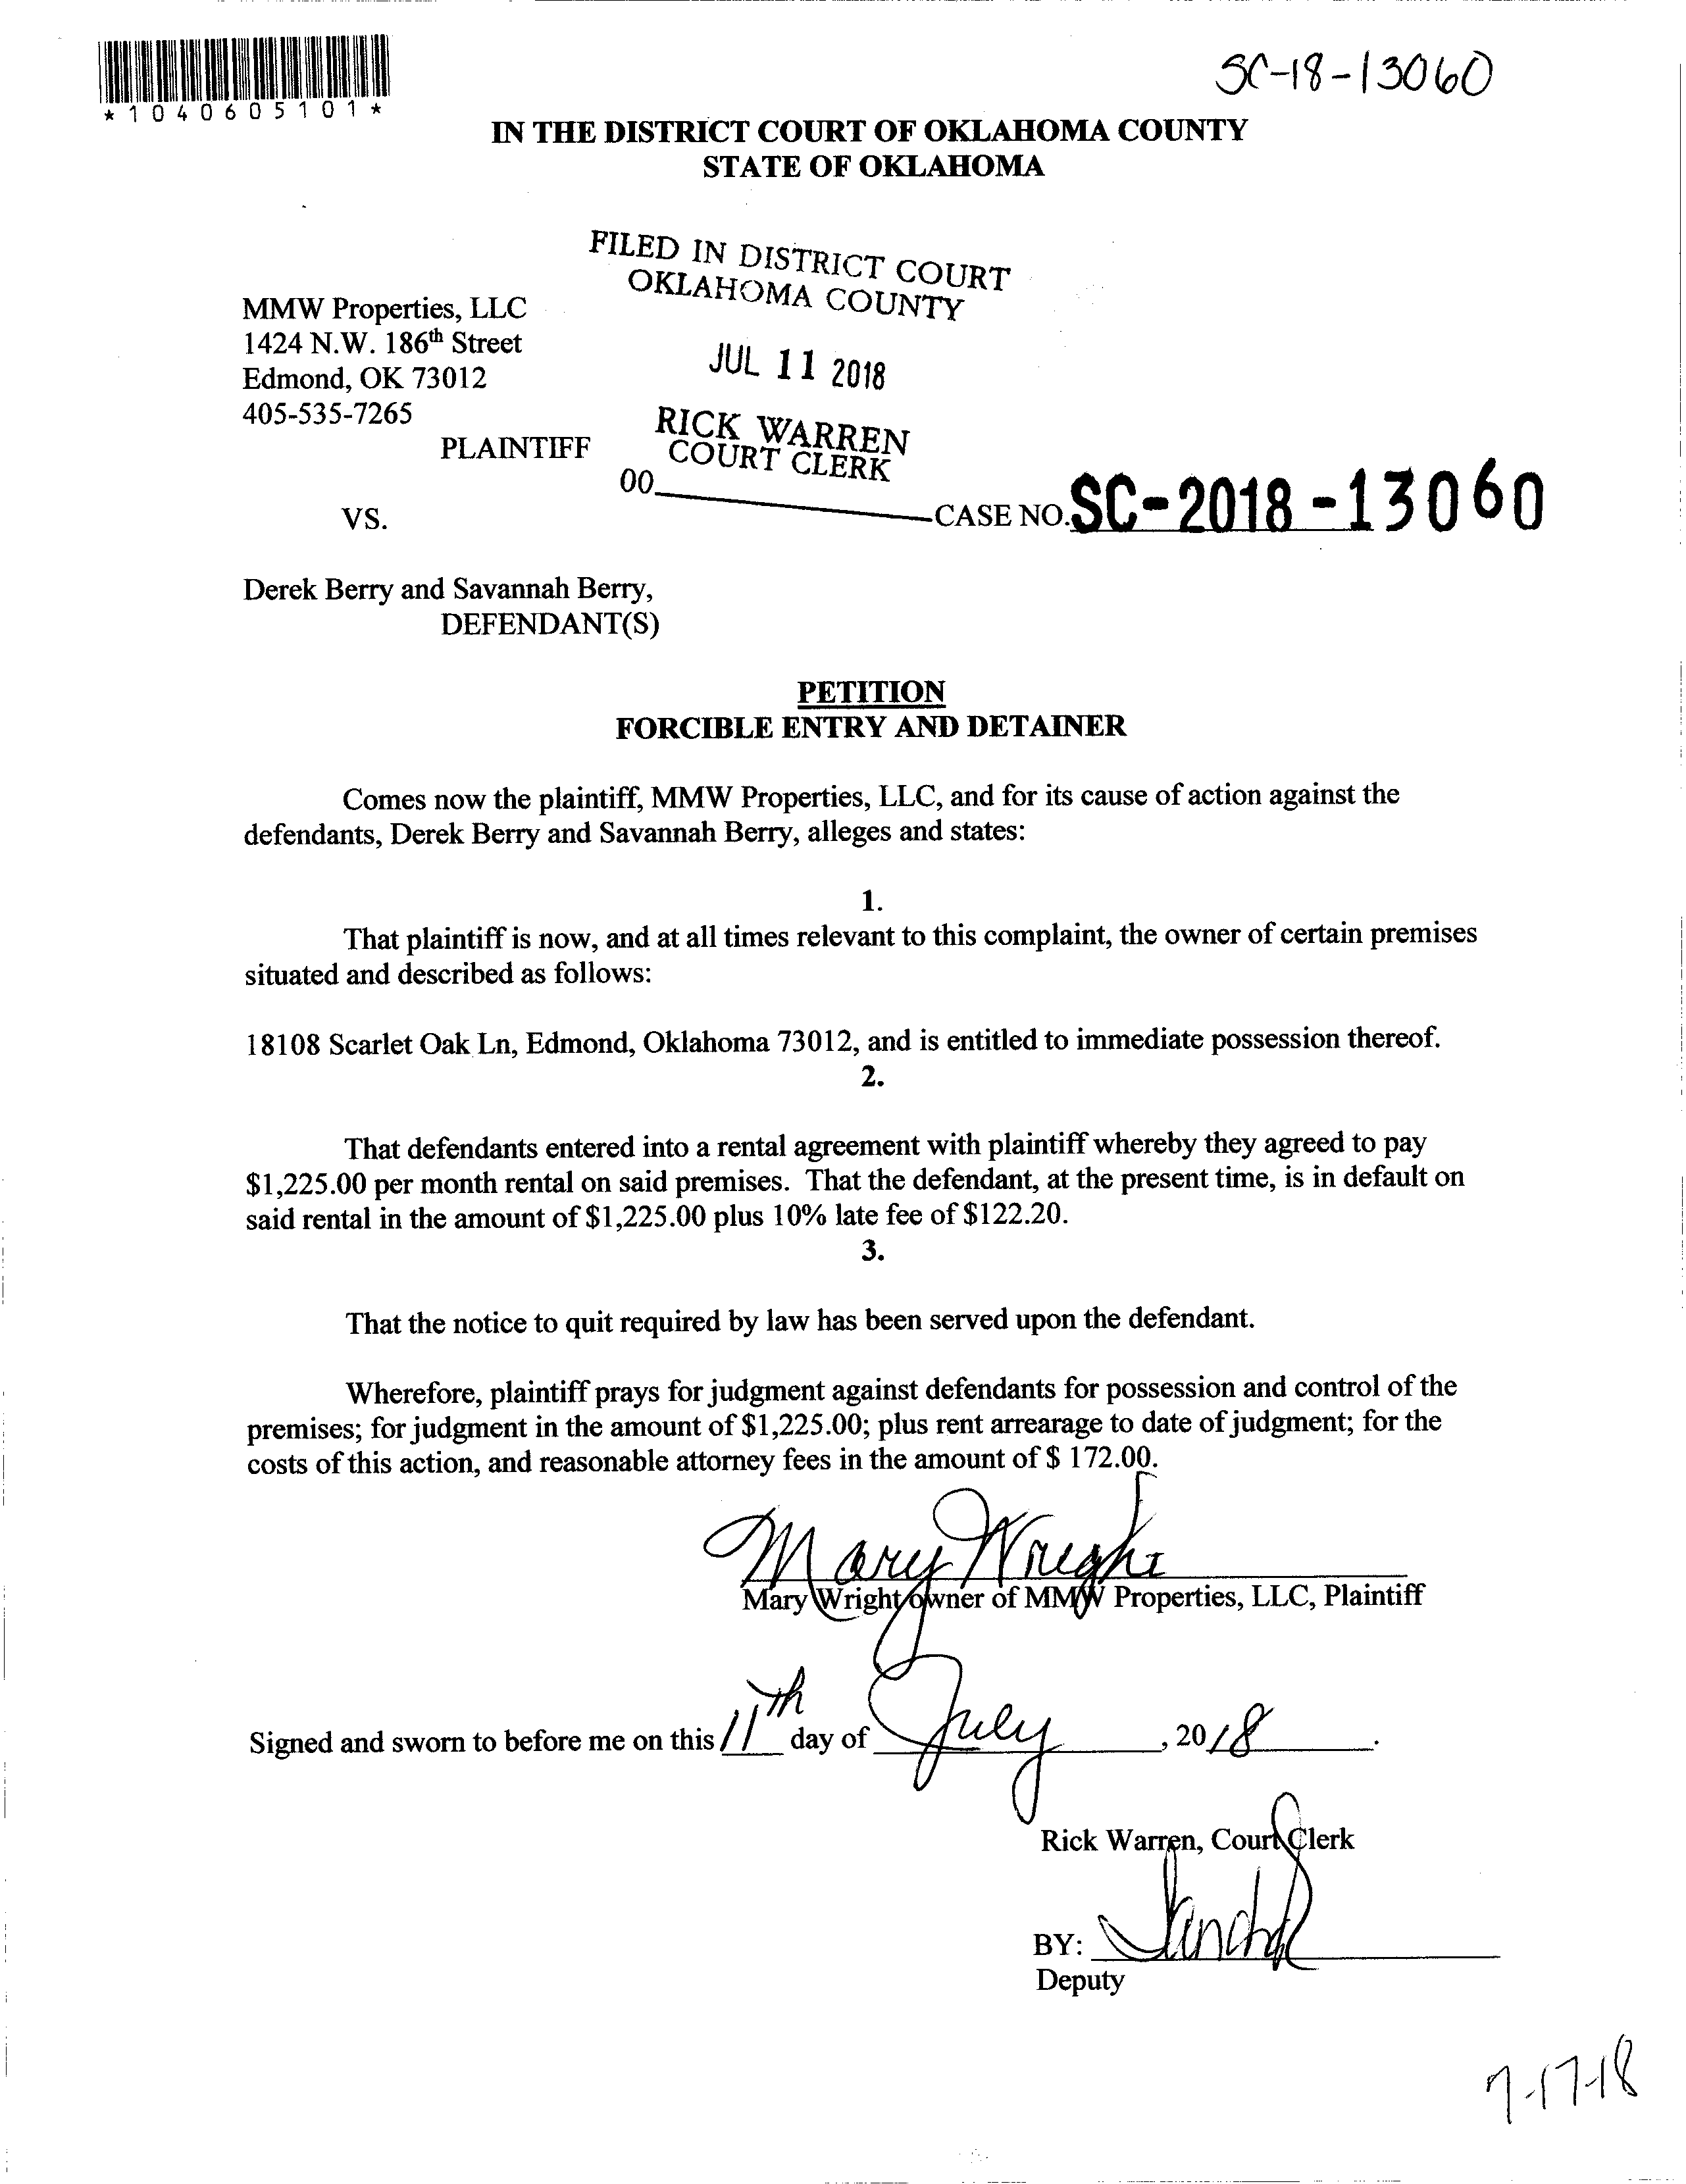 SC-18-13060
*1040605101*
IN THE DISTRICT COURT OF OKLAHOMA COUNTY
STATE OF OKLAHOMA
FILED IN DISTRICT COURT
OKLAHOMA COUNTY
JUL 11 2018
RICK WARREN
COURT CLERK
00
MMW Properties, LLC
1424 N.W. 186th Street
Edmond, OK 73012
405-535-7265
PLAINTIFF
VS.
CASE NO. SC-2018-13060
Derek Berry and Savannah Berry,
DEFENDANT(S)
PETITION
FORCIBLE ENTRY AND DETAINER
Comes now the plaintiff, MMW Properties, LLC, and for its cause of action against the
defendants, Derek Berry and Savannah Berry, alleges and states:
1.
That plaintiff is now, and at all times relevant to this complaint, the owner of certain premises
situated and described as follows:
18108 Scarlet Oak Ln, Edmond, Oklahoma 73012, and is entitled to immediate possession thereof.
2.
That defendants entered into a rental agreement with plaintiff whereby they agreed to pay
$1,225.00 per month rental on said premises. That the defendant, at the present time, is in default on
said rental in the amount of $1,225.00 plus 10% late fee of $122.20.
3.
That the notice to quit required by law has been served upon the defendant.
Wherefore, plaintiff prays for judgment against defendants for possession and control of the
premises; for judgment in the amount of $1,225.00; plus rent arrearage to date of judgment; for the
costs of this action, and reasonable attorney fees in the amount of $ 172.00.
Mary Wright
Mary Wright owner of MMW Properties, LLC, Plaintiff
Signed and sworn to before me on this 11th day of July, 2018.
Rick Warren, Court Clerk
BY:
Deputy
7-17-18